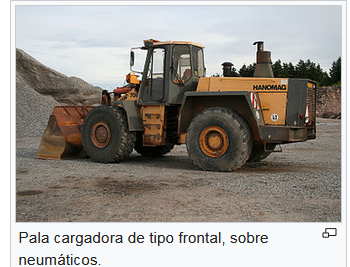 HANOMAG
Pala cargadora de tipo frontal, sobre
neumáticos.